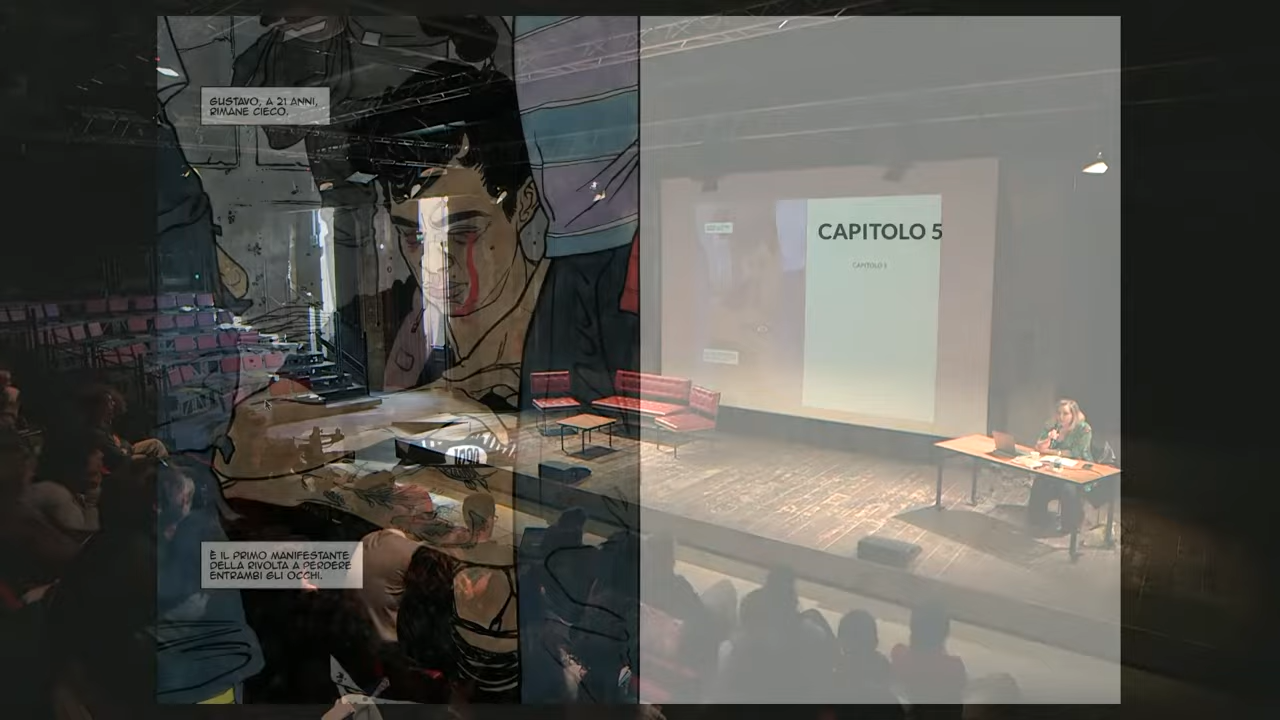 GUSTAVO, A 21 ANNI,
RIMANE CIECO.
CAPITOLO 5
CAPITOLO 5
È IL PRIMO MANIFESTANTE
DELLA RIVOLTA A PERDERE
ENTRAMBI GLI OCCHI.